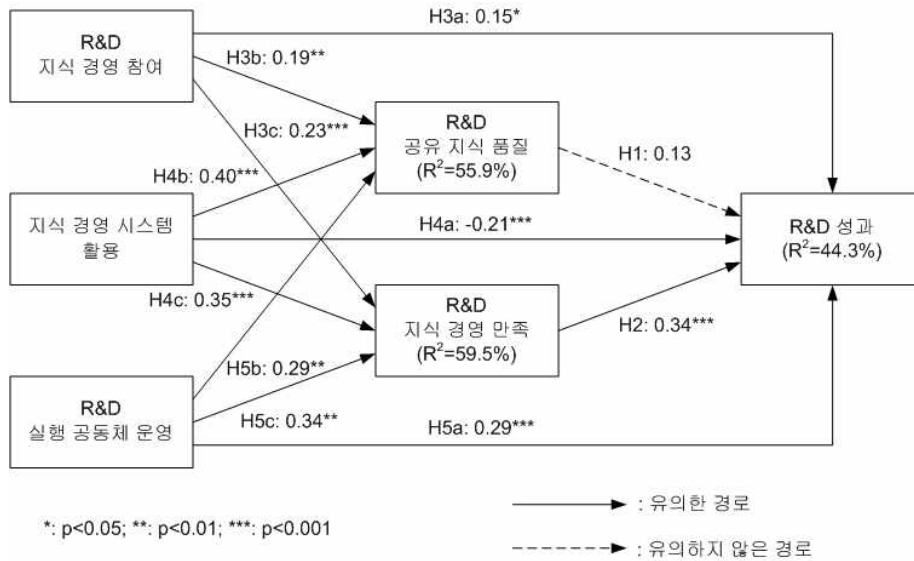 H3a: 0.15*
R&D
지식 경영 참여
H3b: 0.19**
H3c: 0.23***
R&D
공유 지식 품질
(R²=55.9%)
H1: 0.13
H4b: 0.40***
지식 경영 시스템
활용
H4a: -0.21***
R&D 성과
(R²=44.3%)
H4c: 0.35***
R&D
지식 경영 만족
(R²=59.5%)
H2: 0.34***
H5b: 0.29**
R&D
실행 공동체 운영
H5c: 0.34**
H5a: 0.29***
*: p<0.05; **: p<0.01; ***: p<0.001
: 유의한 경로
: 유의하지 않은 경로